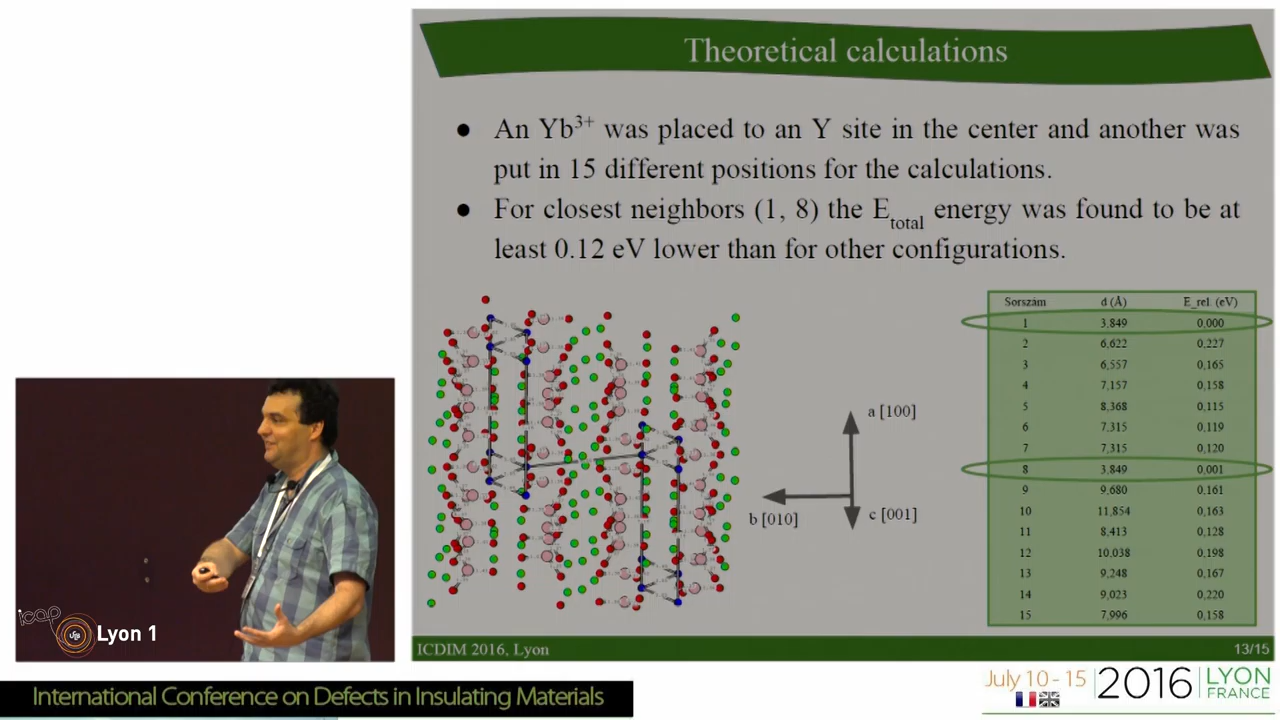 Theoretical calculations
● An Yb³⁺ was placed to an Y site in the center and another was
put in 15 different positions for the calculations.
● For closest neighbors (1, 8) the E_total energy was found to be at
least 0.12 eV lower than for other configurations.
a [100]
b [010]
c [001]
Sorszám d (Å) E_rel. (eV)
1 3,849 0,000
2 6,622 0,227
3 6,557 0,165
4 7,157 0,158
5 8,368 0,115
6 7,315 0,119
7 7,315 0,120
8 3,849 0,001
9 9,680 0,161
10 11,854 0,163
11 8,413 0,128
12 10,038 0,198
13 9,248 0,167
14 9,023 0,220
15 7,996 0,158
ICDIM 2016, Lyon
13/15
icap
Lyon 1
International Conference on Defects in Insulating Materials
July 10 - 15
2016
LYON
FRANCE